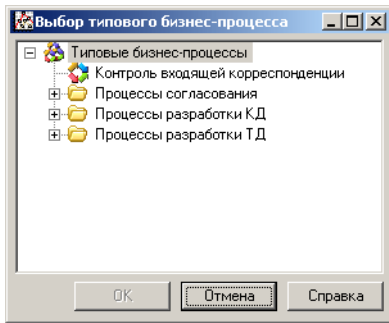 Выбор типового бизнес-процесса
Типовые бизнес-процессы
Контроль входящей корреспонденции
Процессы согласования
Процессы разработки КД
Процессы разработки ТД
ОК
Отмена
Справка